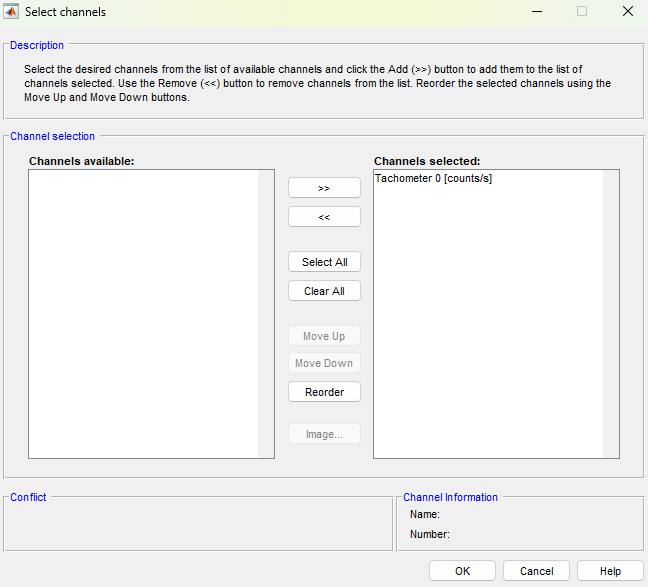 Select channels
Description
Select the desired channels from the list of available channels and click the Add (>>) button to add them to the list of
channels selected. Use the Remove (<<) button to remove channels from the list. Reorder the selected channels using the
Move Up and Move Down buttons.
Channel selection
Channels available:
Channels selected:
Tachometer 0 [counts/s]
>>
<<
Select All
Clear All
Move Up
Move Down
Reorder
Image...
Conflict
Channel Information
Name:
Number:
OK
Cancel
Help